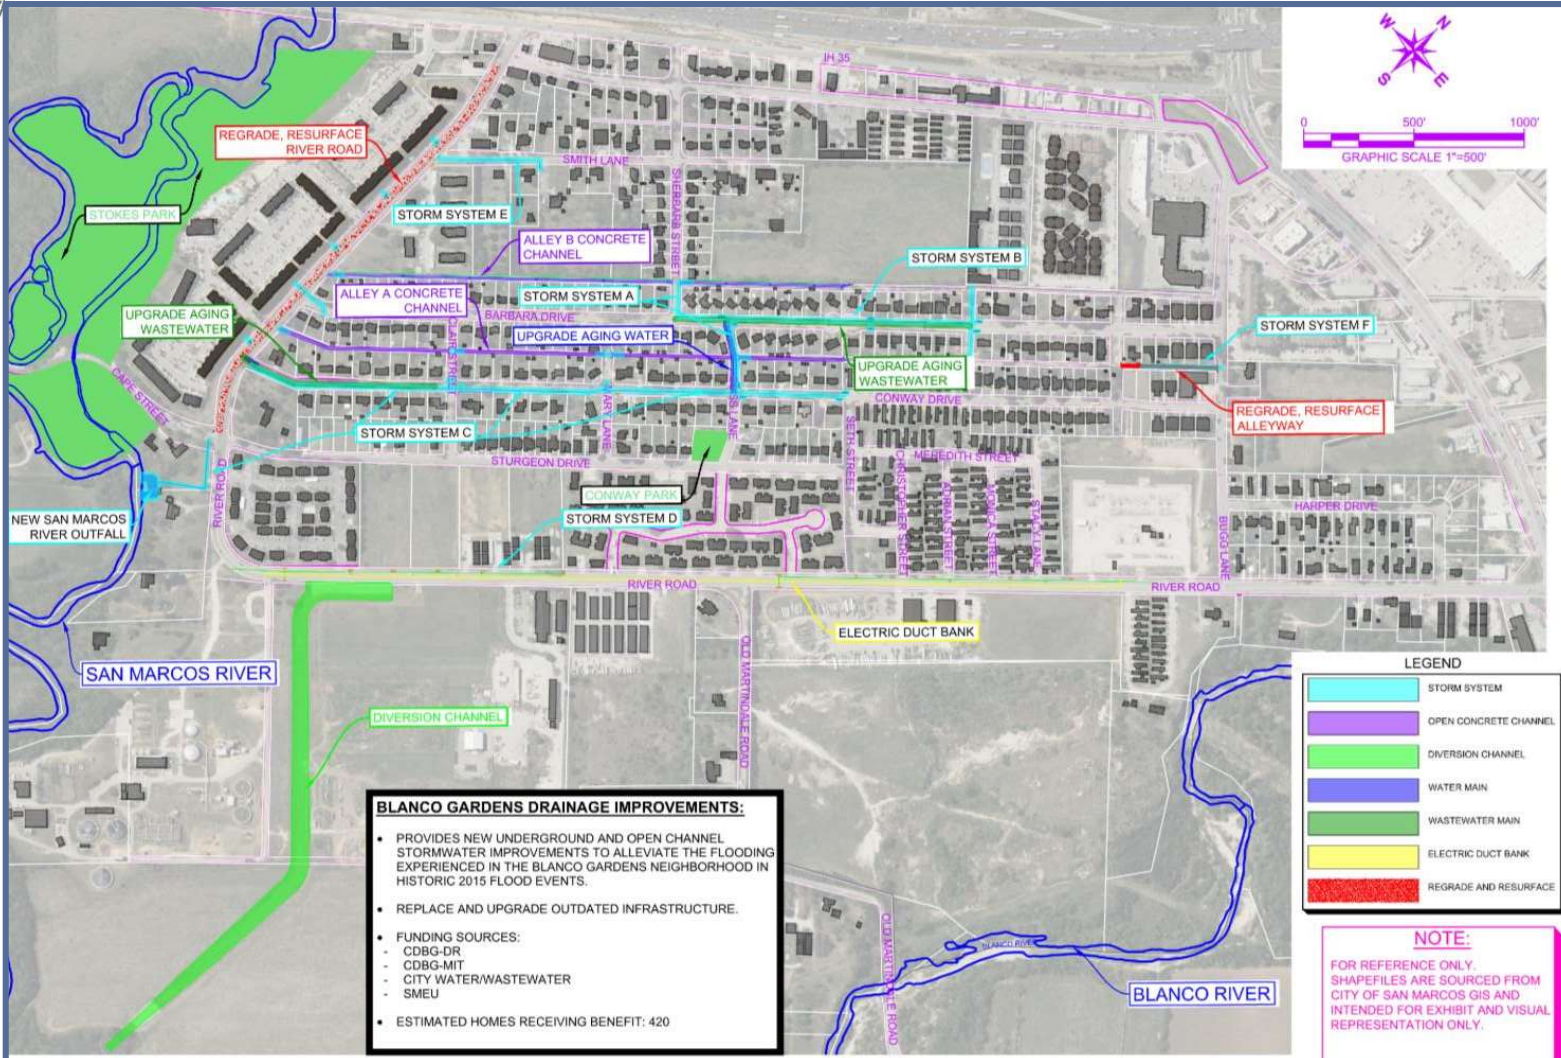 W
N
S
E
0
500'
1000'
GRAPHIC SCALE 1"=500'
IH 35
REGRADE, RESURFACE
RIVER ROAD
SMITH LANE
STOKES PARK
STORM SYSTEM E
SHERBARB STREET
ALLEY B CONCRETE
CHANNEL
STORM SYSTEM B
ALLEY A CONCRETE
CHANNEL
STORM SYSTEM A
BARBARA DRIVE
UPGRADE AGING
WASTEWATER
CLARK STREET
UPGRADE AGING WATER
STORM SYSTEM F
UPGRADE AGING
WASTEWATER
CAPE STREET
MARY LANE
CONWAY DRIVE
REGRADE, RESURFACE
ALLEYWAY
STORM SYSTEM C
SETH STREET
STURGEON DRIVE
MEREDITH STREET
RIVER ROAD
CONWAY PARK
CHRISTOPHER STREET
ADRIAN STREET
MONICA STREET
STACY LANE
HARPER DRIVE
BUGG LANE
NEW SAN MARCOS
RIVER OUTFALL
STORM SYSTEM D
RIVER ROAD
RIVER ROAD
ELECTRIC DUCT BANK
SAN MARCOS RIVER
OLD MARTINDALE ROAD
DIVERSION CHANNEL
LEGEND
STORM SYSTEM
OPEN CONCRETE CHANNEL
DIVERSION CHANNEL
WATER MAIN
WASTEWATER MAIN
ELECTRIC DUCT BANK
REGRADE AND RESURFACE
BLANCO GARDENS DRAINAGE IMPROVEMENTS:
• PROVIDES NEW UNDERGROUND AND OPEN CHANNEL
STORMWATER IMPROVEMENTS TO ALLEVIATE THE FLOODING
EXPERIENCED IN THE BLANCO GARDENS NEIGHBORHOOD IN
HISTORIC 2015 FLOOD EVENTS.
• REPLACE AND UPGRADE OUTDATED INFRASTRUCTURE.
• FUNDING SOURCES:
- CDBG-DR
- CDBG-MIT
- CITY WATER/WASTEWATER
- SMEU
• ESTIMATED HOMES RECEIVING BENEFIT: 420
OLD MARTINDALE ROAD
BLANCO RIVER
NOTE:
FOR REFERENCE ONLY.
SHAPEFILES ARE SOURCED FROM
CITY OF SAN MARCOS GIS AND
INTENDED FOR EXHIBIT AND VISUAL
REPRESENTATION ONLY.